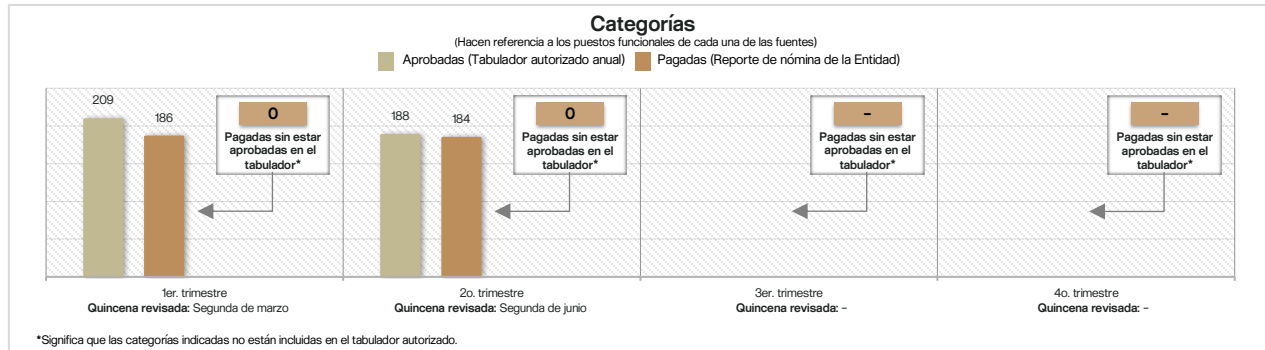 Categorías
(Hacen referencia a los puestos funcionales de cada una de las fuentes)
Aprobadas (Tabulador autorizado anual) Pagadas (Reporte de nómina de la Entidad)
209
186
0
Pagadas sin estar
aprobadas en el
tabulador*
188
184
0
Pagadas sin estar
aprobadas en el
tabulador*
–
Pagadas sin estar
aprobadas en el
tabulador*
–
Pagadas sin estar
aprobadas en el
tabulador*
1er. trimestre
Quincena revisada: Segunda de marzo
2o. trimestre
Quincena revisada: Segunda de junio
3er. trimestre
Quincena revisada: –
4o. trimestre
Quincena revisada: –
*Significa que las categorías indicadas no están incluidas en el tabulador autorizado.